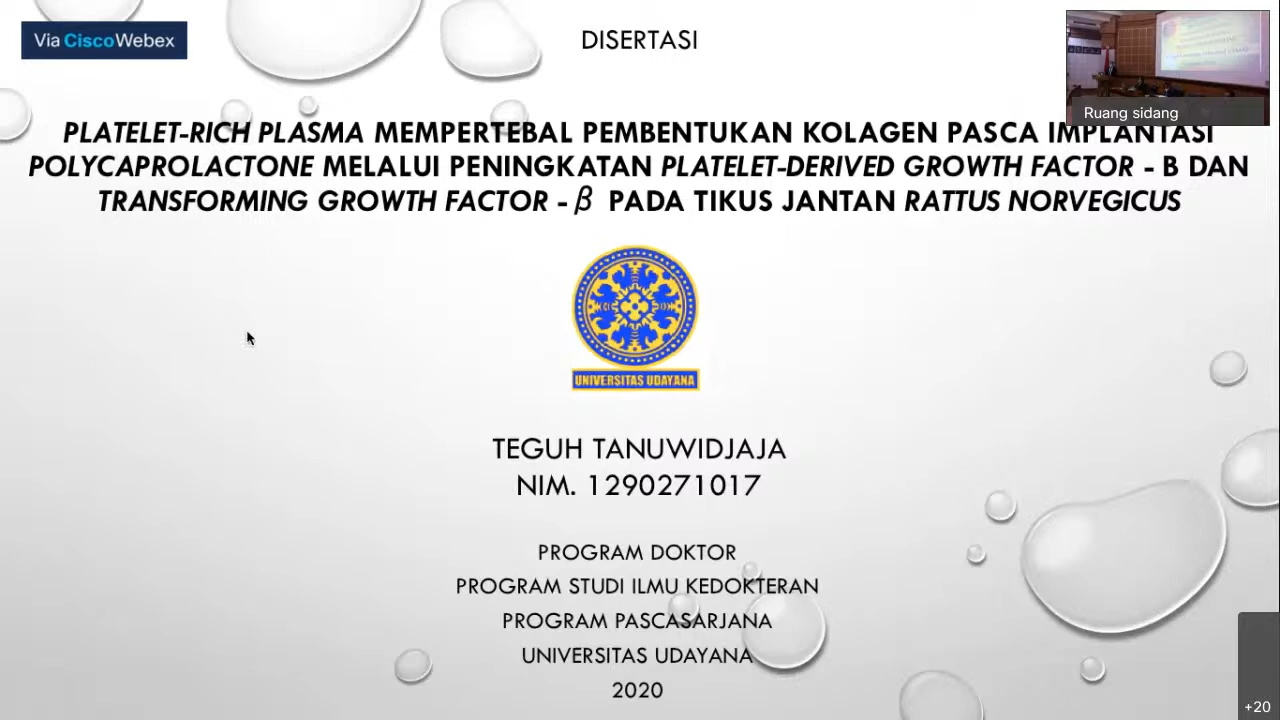 Via CiscoWebex
DISERTASI
Ruang sidang
PLATELET-RICH PLASMA MEMPERTEBAL PEMBENTUKAN KOLAGEN PASCA IMPLANTASI
POLYCAPROLACTONE MELALUI PENINGKATAN PLATELET-DERIVED GROWTH FACTOR - B DAN
TRANSFORMING GROWTH FACTOR - β PADA TIKUS JANTAN RATTUS NORVEGICUS
UNIVERSITAS UDAYANA
TEGUH TANUWIDJAJA
NIM. 1290271017
PROGRAM DOKTOR
PROGRAM STUDI ILMU KEDOKTERAN
PROGRAM PASCASARJANA
UNIVERSITAS UDAYANA
2020
+20